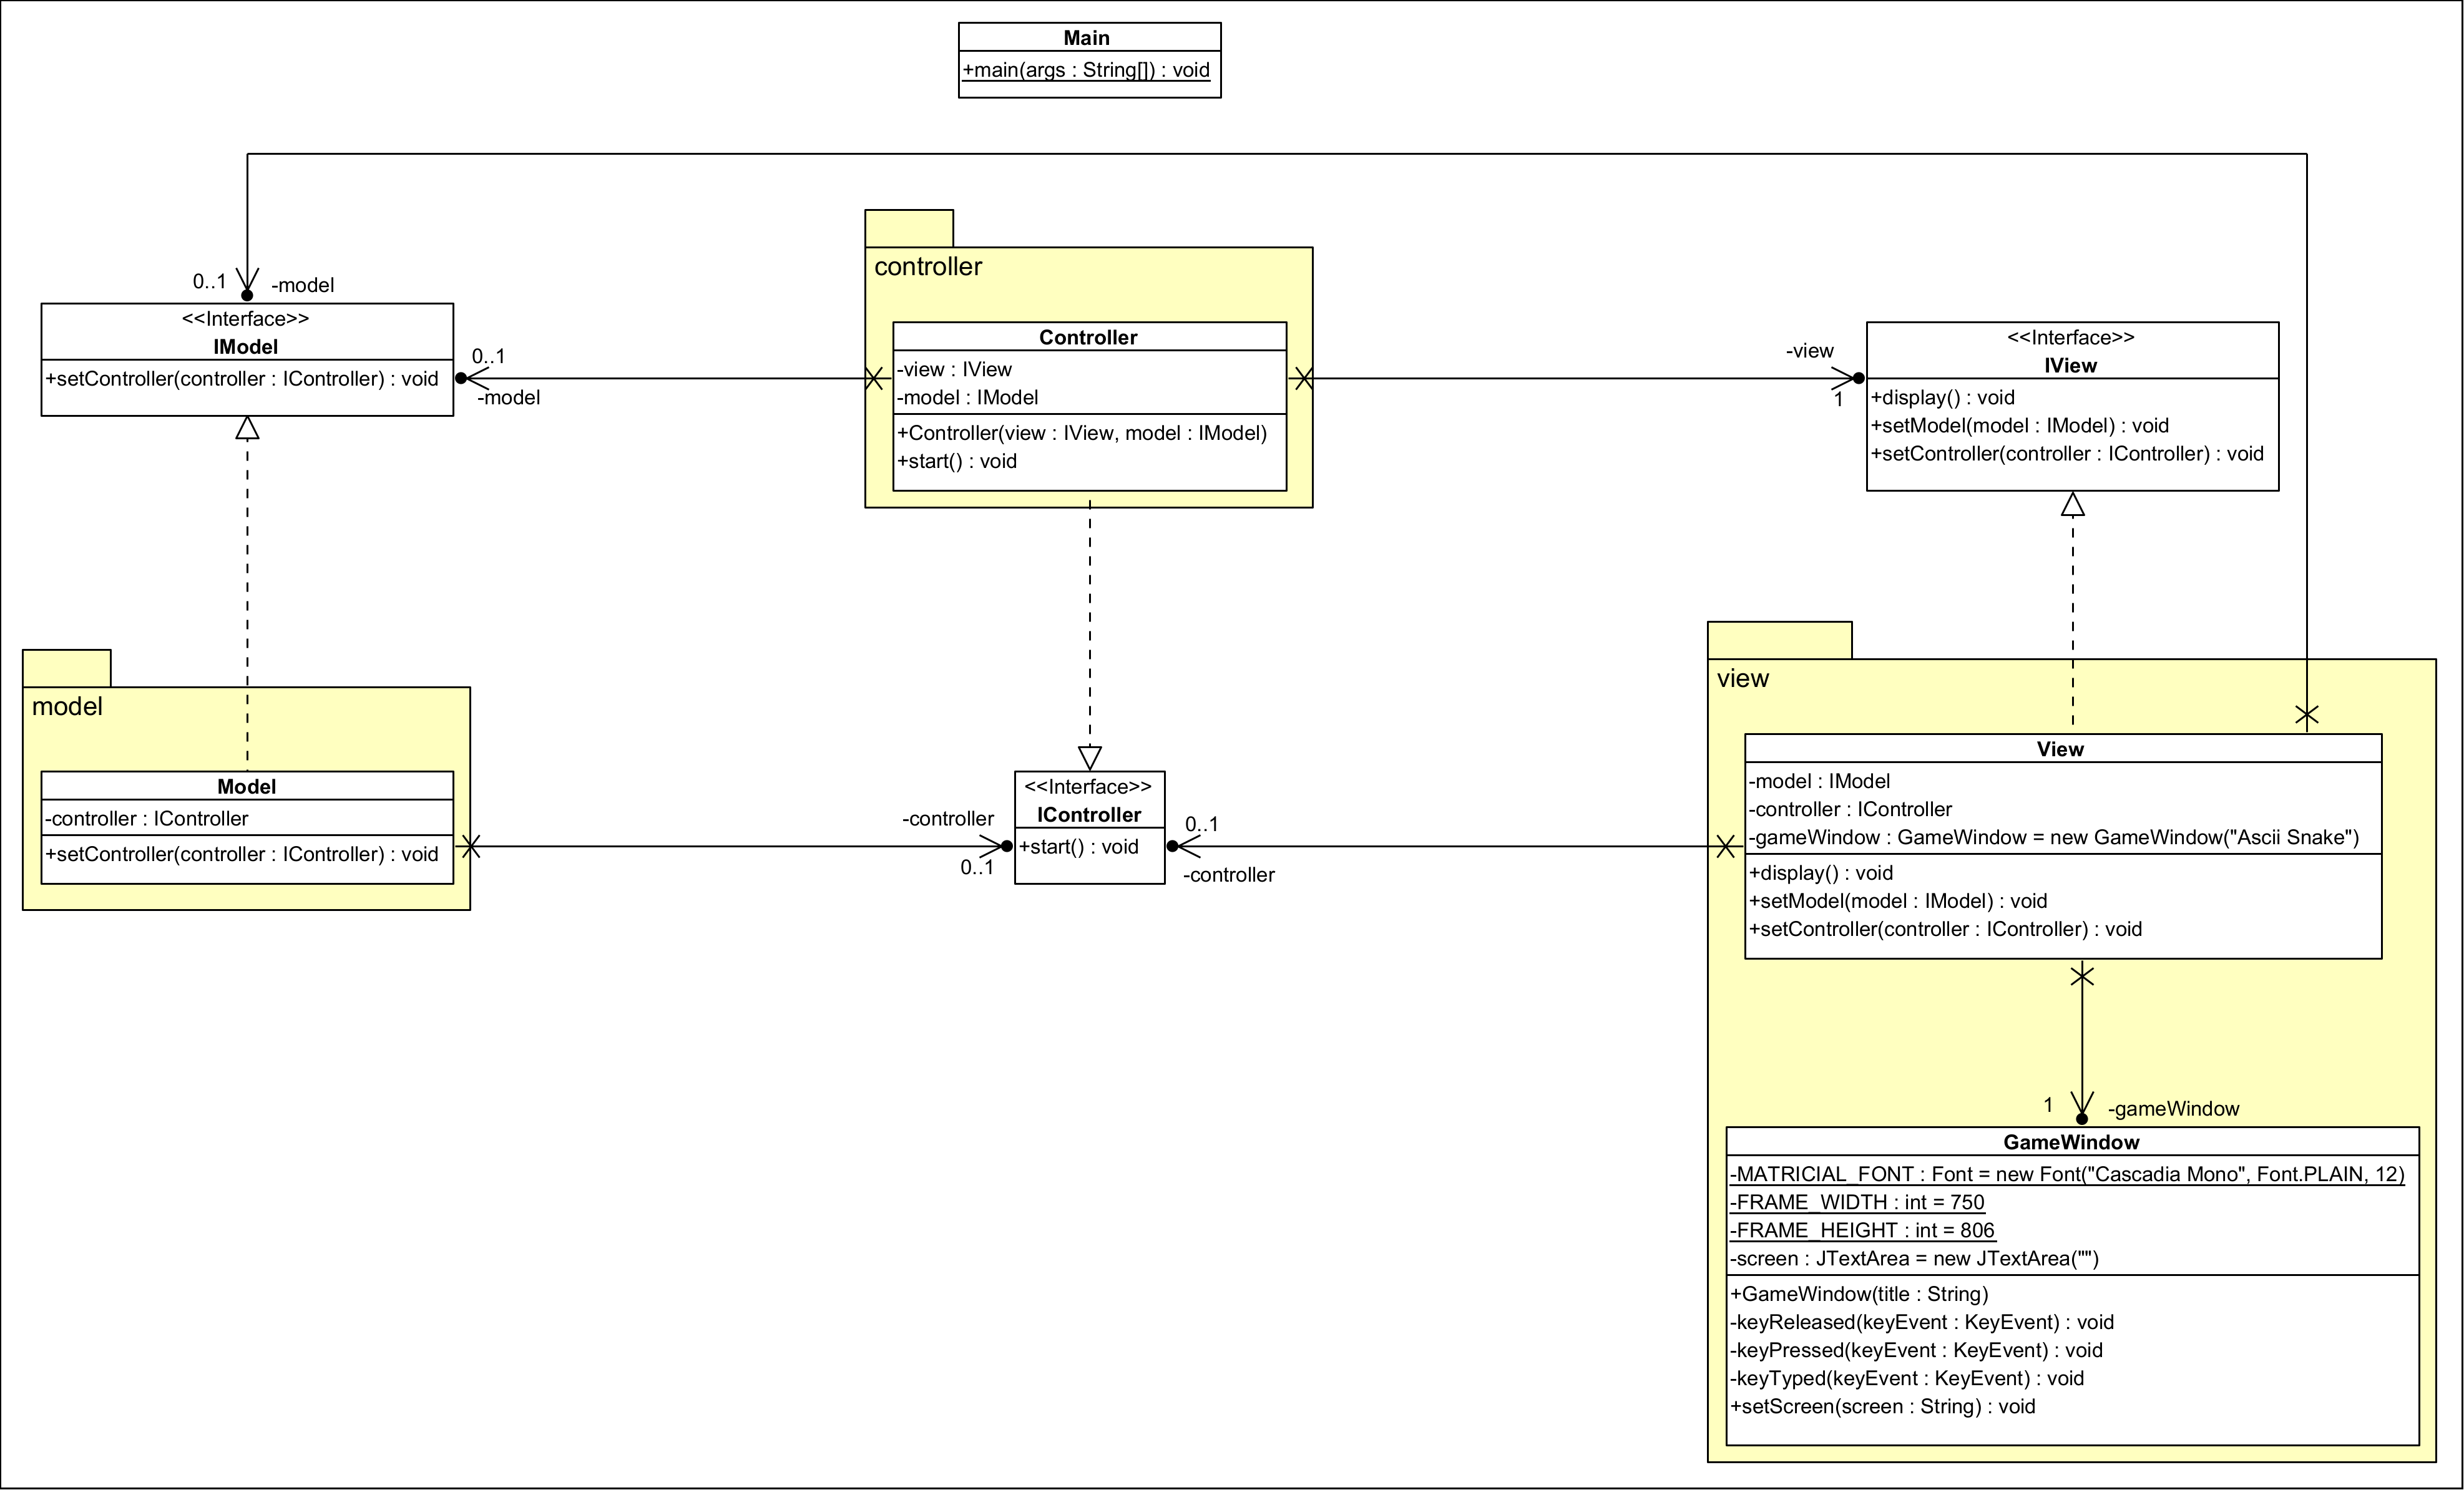 Main
+main(args : String[]) : void
0..1
-model
controller
<<Interface>>
IModel
+setController(controller : IController) : void
0..1
-model
Controller
-view : IView
-model : IModel
+Controller(view : IView, model : IModel)
+start() : void
-view
1
<<Interface>>
IView
+display() : void
+setModel(model : IModel) : void
+setController(controller : IController) : void
model
Model
-controller : IController
+setController(controller : IController) : void
-controller
0..1
<<Interface>>
IController
+start() : void
0..1
-controller
view
View
-model : IModel
-controller : IController
-gameWindow : GameWindow = new GameWindow("Ascii Snake")
+display() : void
+setModel(model : IModel) : void
+setController(controller : IController) : void
1
-gameWindow
GameWindow
-MATRICIAL_FONT : Font = new Font("Cascadia Mono", Font.PLAIN, 12)
-FRAME_WIDTH : int = 750
-FRAME_HEIGHT : int = 806
-screen : JTextArea = new JTextArea("")
+GameWindow(title : String)
-keyReleased(keyEvent : KeyEvent) : void
-keyPressed(keyEvent : KeyEvent) : void
-keyTyped(keyEvent : KeyEvent) : void
+setScreen(screen : String) : void